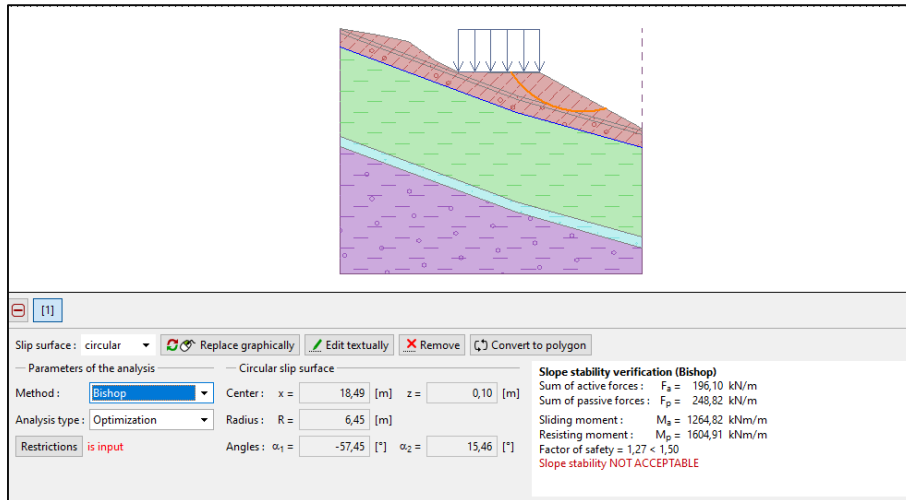 [1]
Slip surface : circular Replace graphically Edit textually Remove Convert to polygon
Parameters of the analysis
Circular slip surface
Method : Bishop
Center : x = 18,49 [m] z = 0,10 [m]
Analysis type : Optimization
Radius : R = 6,45 [m]
Restrictions is input
Angles : α1 = -57,45 [°] α2 = 15,46 [°]
Slope stability verification (Bishop)
Sum of active forces : Fa = 196,10 kN/m
Sum of passive forces : Fp = 248,82 kN/m
Sliding moment : Ma = 1264,82 kNm/m
Resisting moment : Mp = 1604,91 kNm/m
Factor of safety = 1,27 < 1,50
Slope stability NOT ACCEPTABLE